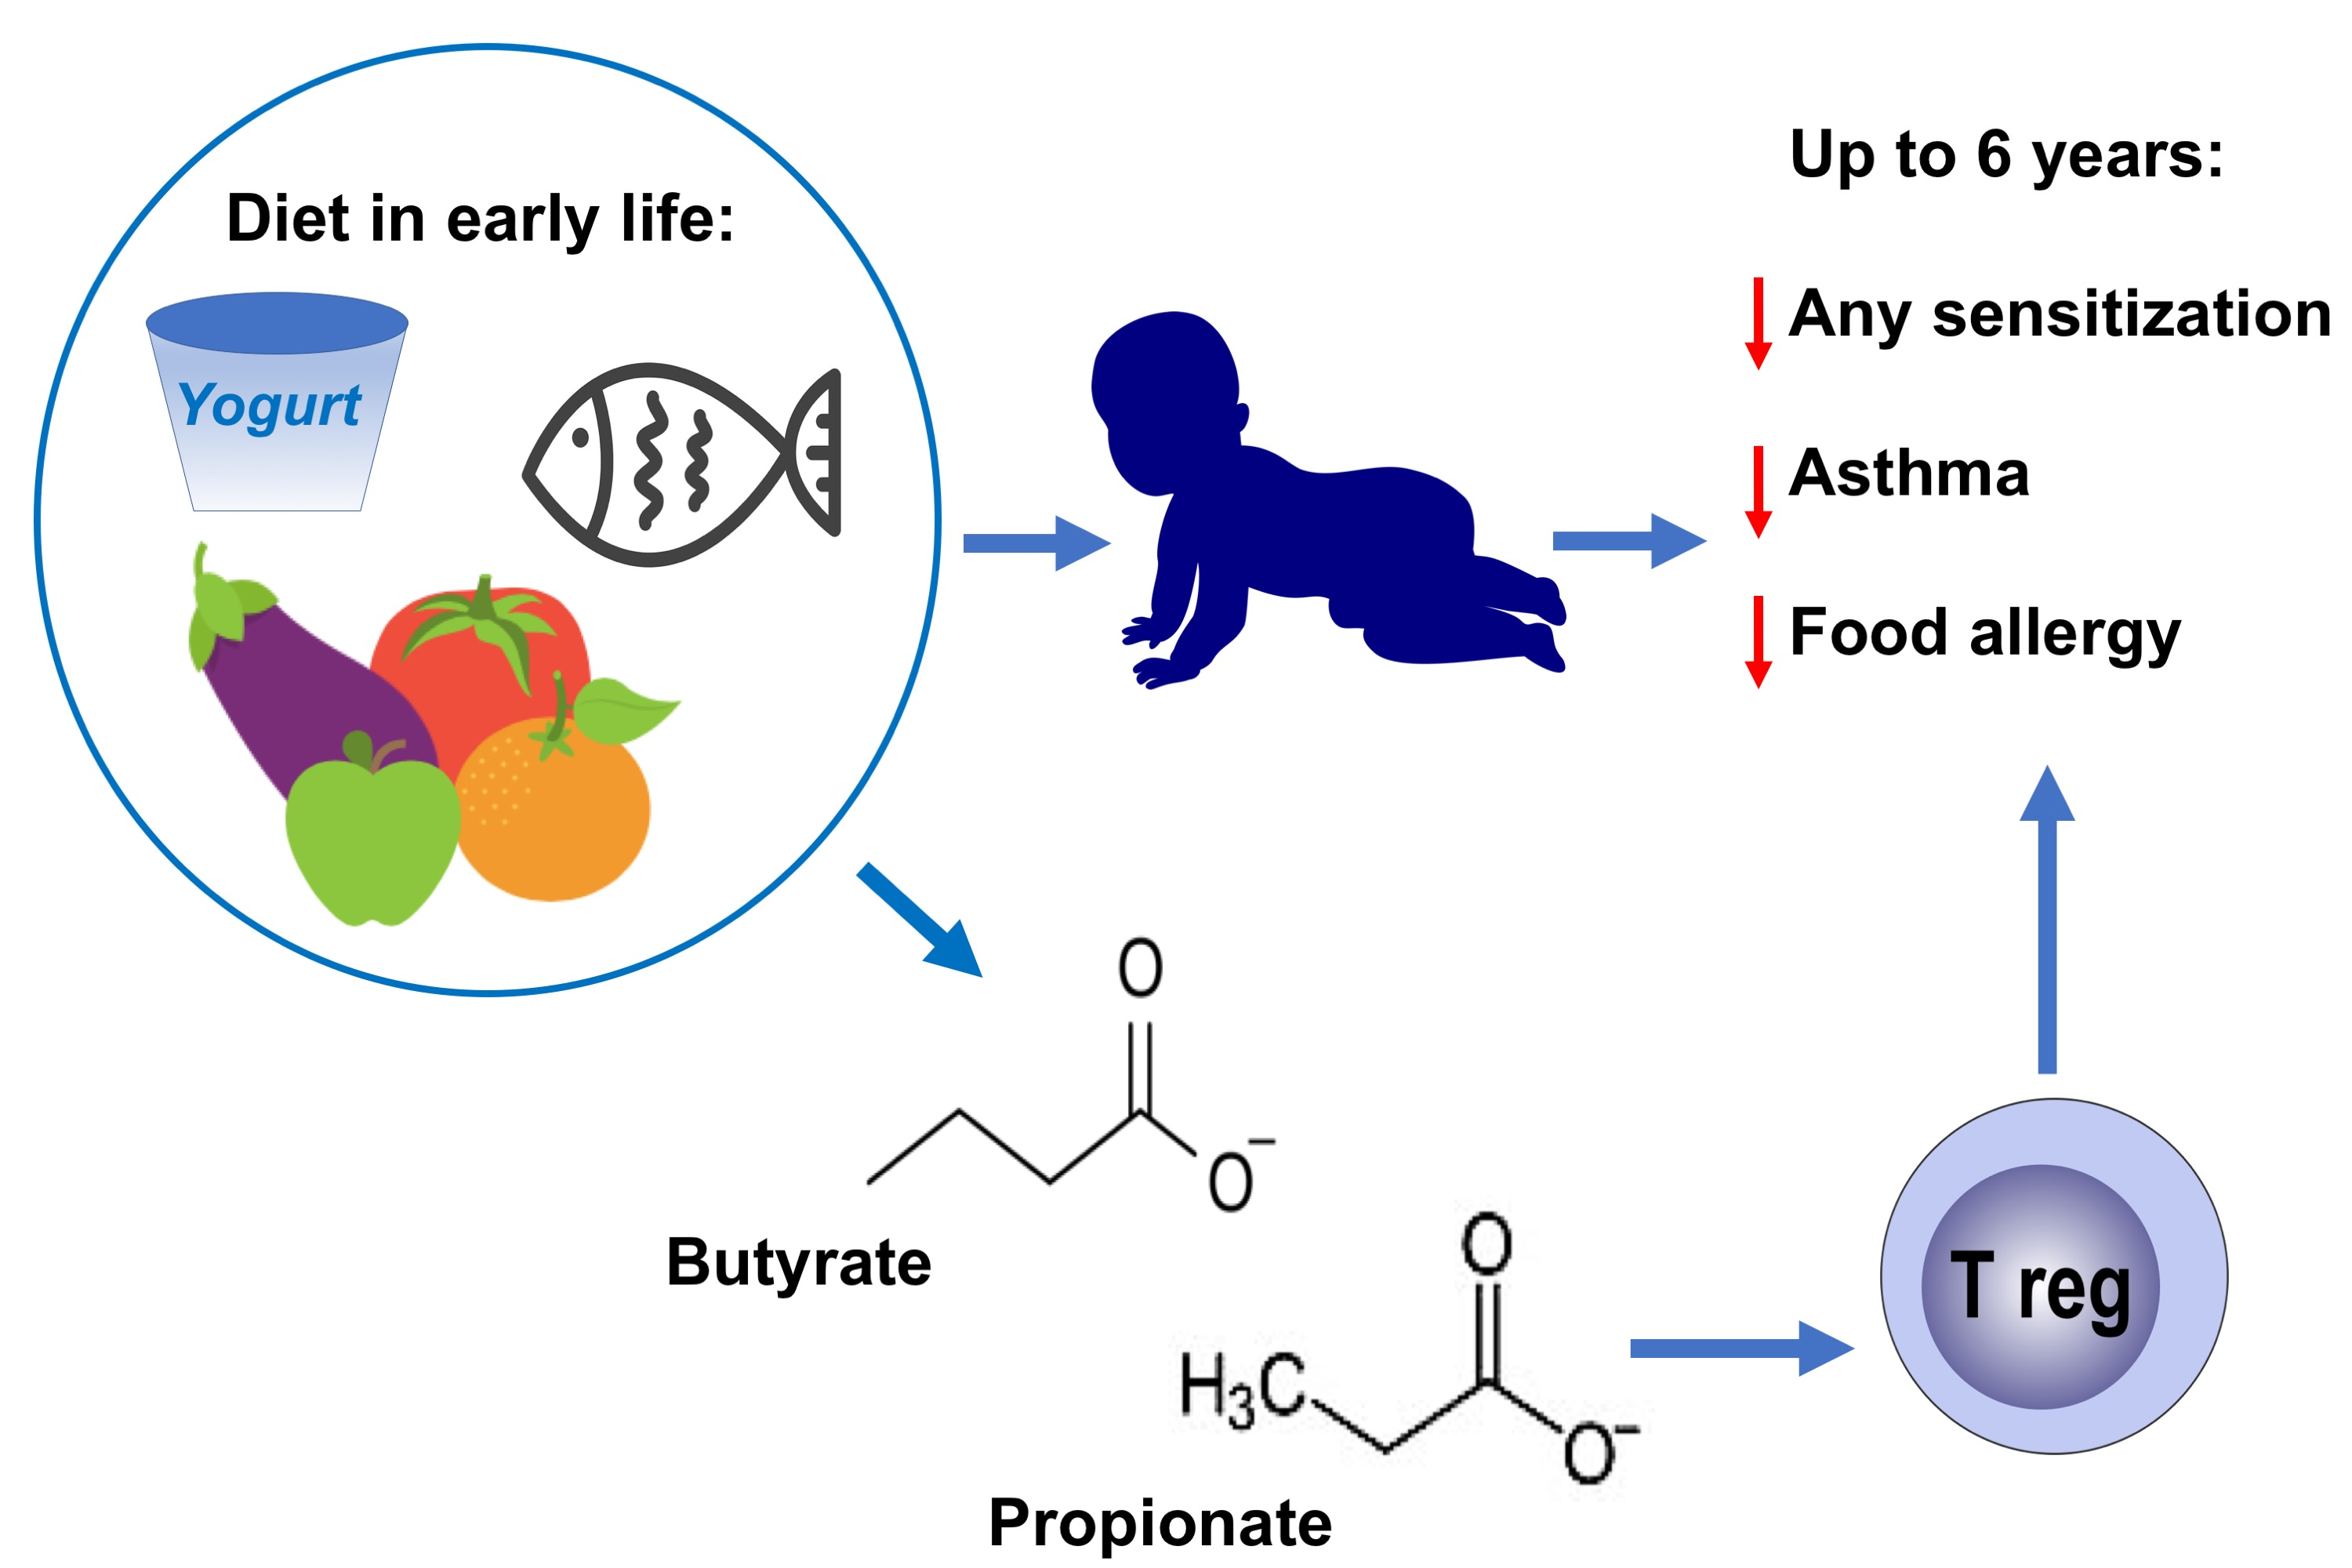 Diet in early life:
Yogurt
Up to 6 years:
Any sensitization
Asthma
Food allergy
O
O⁻
Butyrate
O
H₃C
O⁻
Propionate
T reg